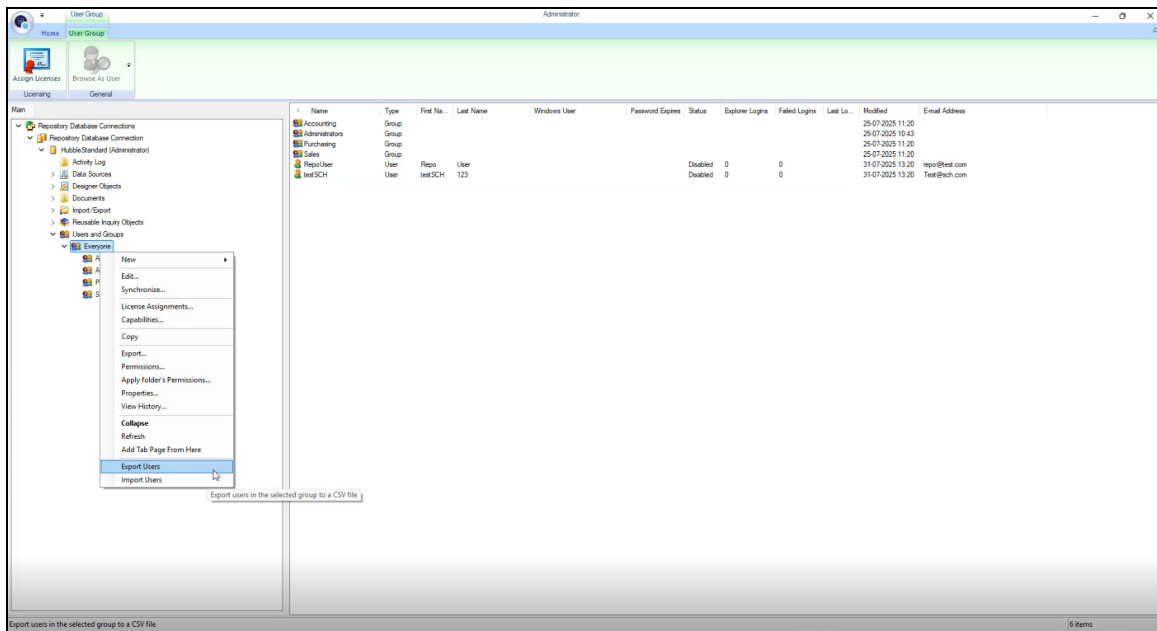 User Group
Administrator
Home User Group
Assign Licenses
Browse As User
Licensing General
Main
Repository Database Connections
Repository Database Connection
HubbleStandard (Administrator)
Activity Log
Data Sources
Designer Objects
Documents
Import/Export
Reusable Inquiry Objects
Users and Groups
Everyone
A
A
P
S
New
Edit...
Synchronize...
License Assignments...
Capabilities...
Copy
Export...
Permissions...
Apply folder's Permissions...
Properties...
View History...
Collapse
Refresh
Add Tab Page From Here
Export Users
Import Users
Export users in the selected group to a CSV file
Name Type First Na... Last Name Windows User Password Expires Status Explorer Logins Failed Logins Last Lo... Modified E-mail Address
Accounting Group 25-07-2025 11:20
Administrators Group 25-07-2025 10:43
Purchasing Group 25-07-2025 11:20
Sales Group 25-07-2025 11:20
RepoUser User Repo User Disabled 0 0 31-07-2025 13:20 repo@test.com
testSCH User testSCH 123 Disabled 0 0 31-07-2025 13:20 Test@sch.com
Export users in the selected group to a CSV file
6 items